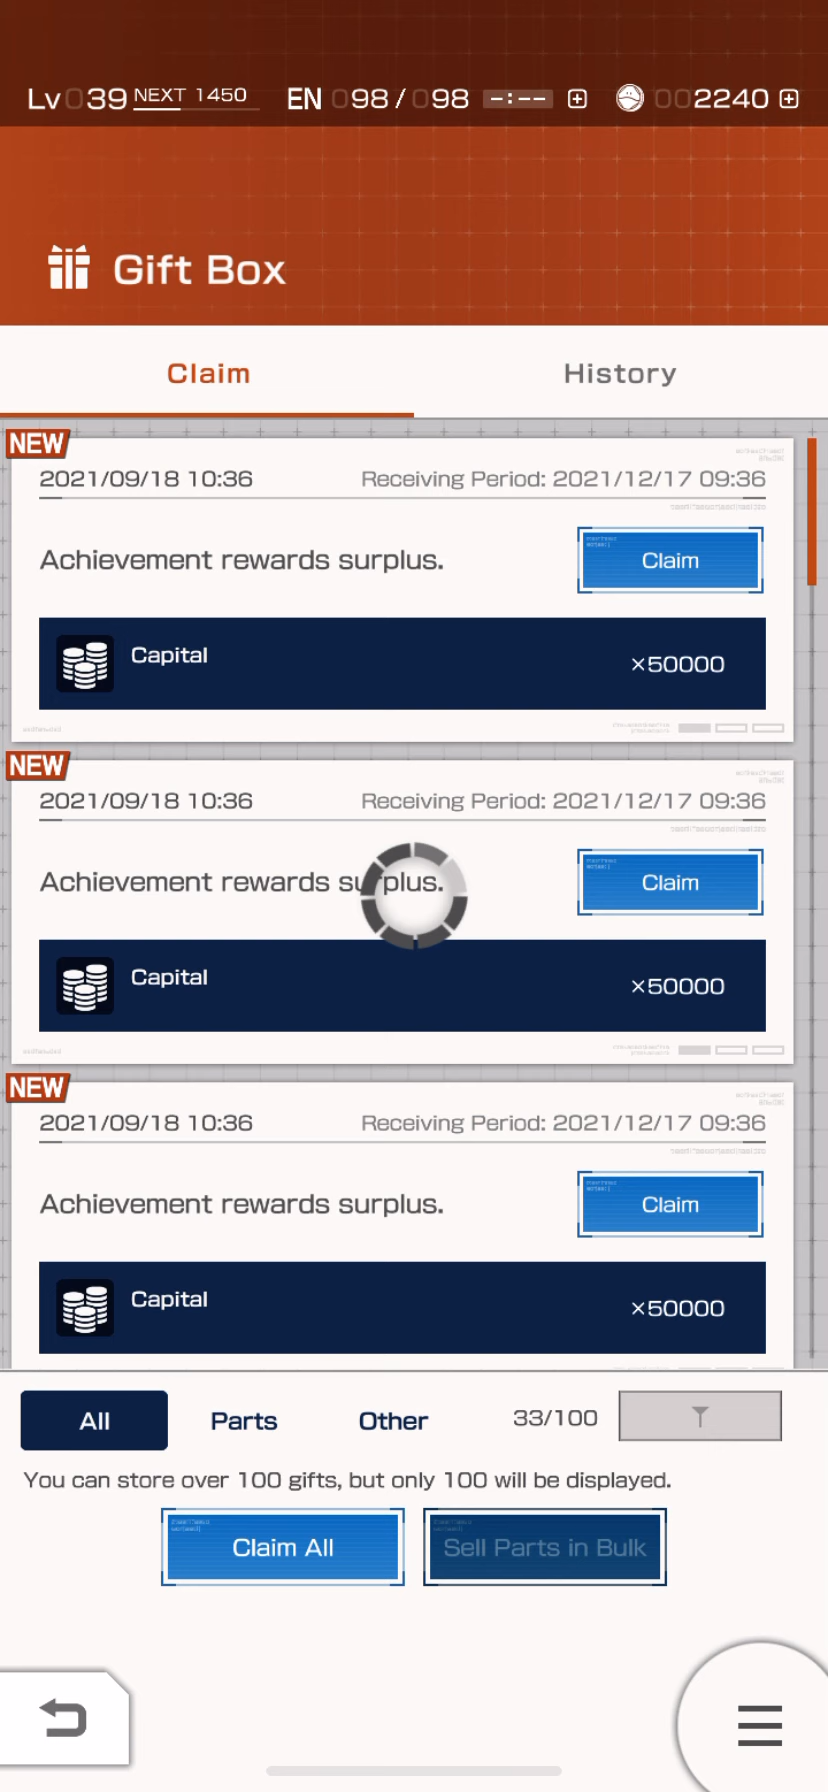 Lv 039 NEXT 1450 EN 098/098 -:-- 002240
Gift Box
Claim History
NEW
2021/09/18 10:36 Receiving Period: 2021/12/17 09:36
Achievement rewards surplus. Claim
Capital ×50000
NEW
2021/09/18 10:36 Receiving Period: 2021/12/17 09:36
Achievement rewards surplus. Claim
Capital ×50000
NEW
2021/09/18 10:36 Receiving Period: 2021/12/17 09:36
Achievement rewards surplus. Claim
Capital ×50000
All Parts Other 33/100
You can store over 100 gifts, but only 100 will be displayed.
Claim All Sell Parts in Bulk